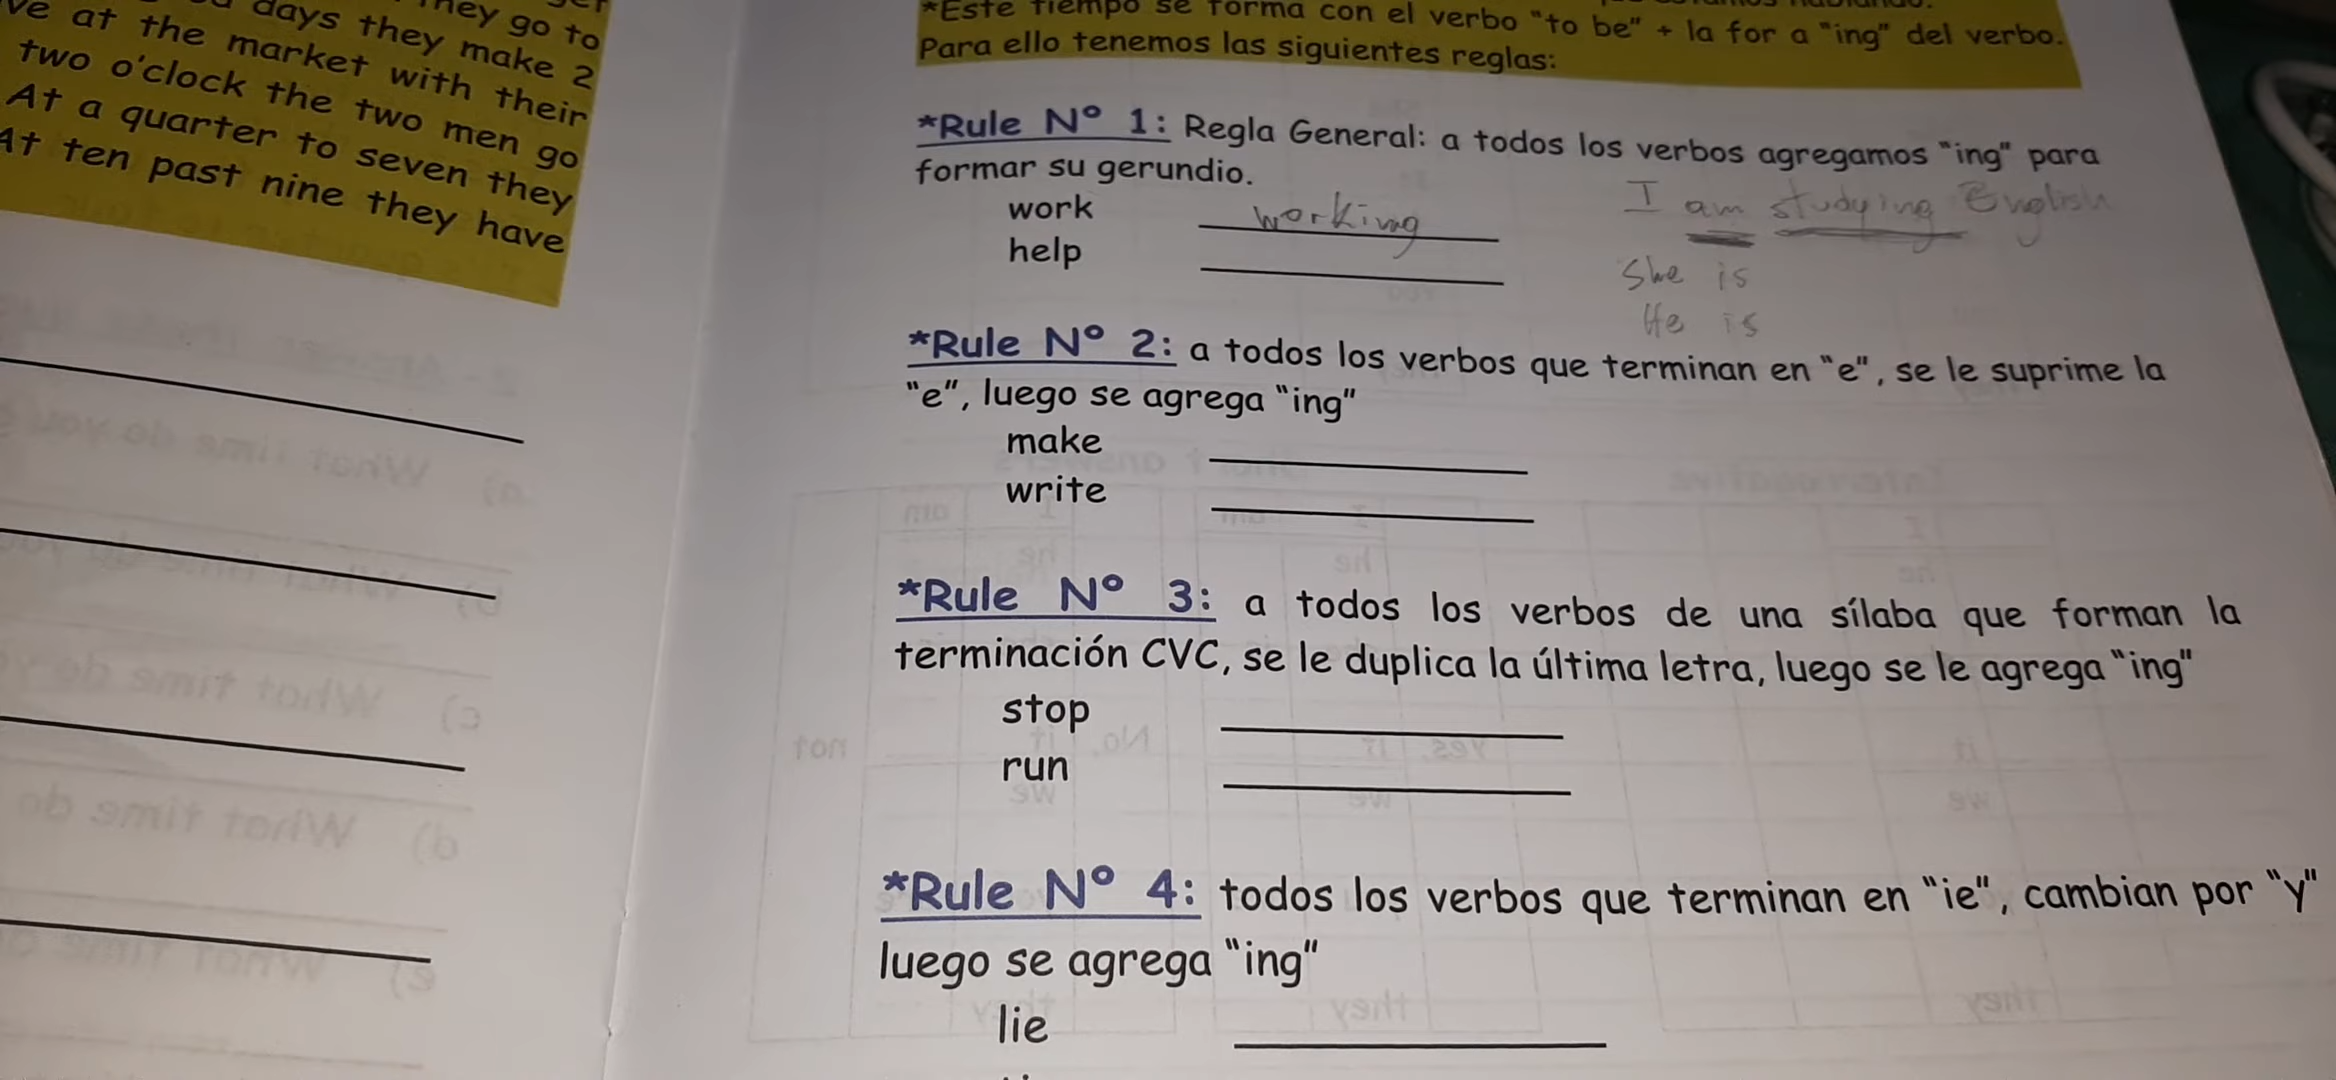 They go to
days they make 2
ve at the market with their
two o'clock the two men go
At a quarter to seven they
At ten past nine they have
*Este tiempo se forma con el verbo "to be" + la for a "ing" del verbo.
Para ello tenemos las siguientes reglas:
*Rule Nº 1: Regla General: a todos los verbos agregamos "ing" para
formar su gerundio.
work working
help
I am studying English
She is
He is
*Rule Nº 2: a todos los verbos que terminan en "e", se le suprime la
"e", luego se agrega "ing"
make
write
*Rule Nº 3: a todos los verbos de una sílaba que forman la
terminación CVC, se le duplica la última letra, luego se le agrega "ing"
stop
run
*Rule Nº 4: todos los verbos que terminan en "ie", cambian por "y"
luego se agrega "ing"
lie